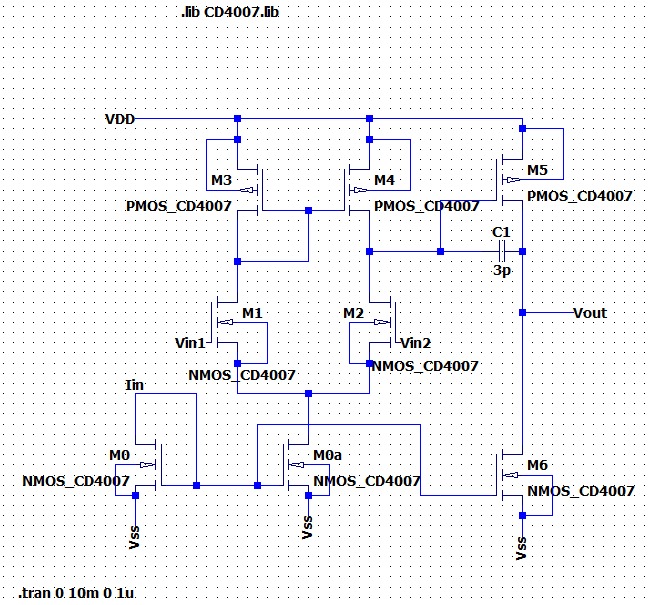 .lib CD4007.lib
VDD
M3
M4
M5
PMOS_CD4007
PMOS_CD4007
PMOS_CD4007
C1
3p
M1
M2
Vout
Vin1
Vin2
NMOS_CD4007
NMOS_CD4007
Iin
M0
M0a
M6
NMOS_CD4007
NMOS_CD4007
NMOS_CD4007
Vss
Vss
Vss
.tran 0 10m 0 1u